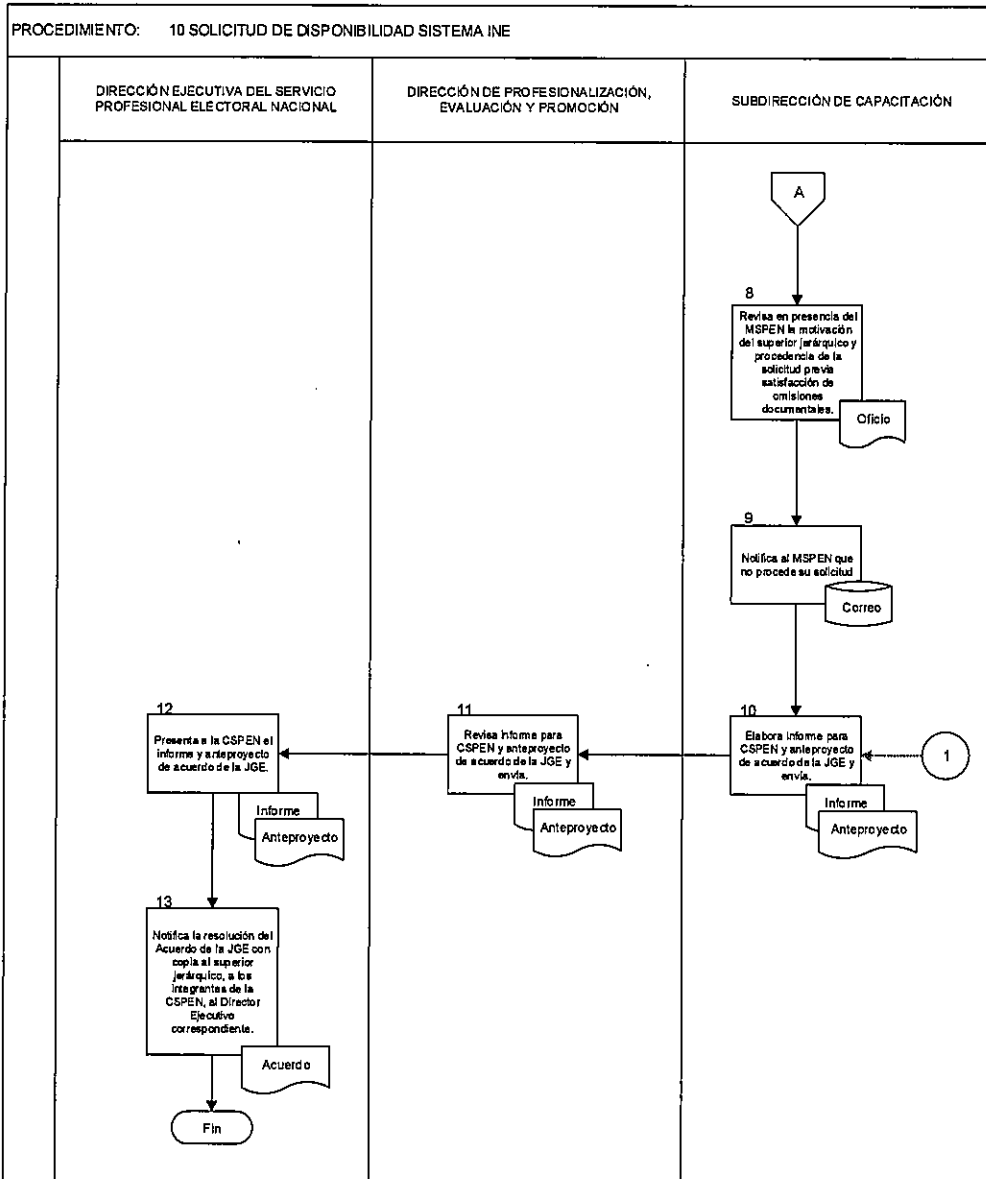 PROCEDIMIENTO: 10 SOLICITUD DE DISPONIBILIDAD SISTEMA INE
DIRECCIÓN EJECUTIVA DEL SERVICIO
PROFESIONAL ELECTORAL NACIONAL
DIRECCIÓN DE PROFESIONALIZACIÓN,
EVALUACIÓN Y PROMOCIÓN
SUBDIRECCIÓN DE CAPACITACIÓN
A
8
Revisa en presencia del
MSPEN la motivación
del superior jerárquico y
procedencia de la
solicitud previa
satisfacción de
omisiones
documentales.
Oficio
9
Notifica al MSPEN que
no procede su solicitud
Correo
10
Elabora Informe para
CSPEN y anteproyecto
de acuerdo de la JGE y
envía.
Informe
Anteproyecto
1
11
Revisa Informe para
CSPEN y anteproyecto
de acuerdo de la JGE y
envía.
Informe
Anteproyecto
12
Presenta a la CSPEN el
informe y anteproyecto
de acuerdo de la JGE.
Informe
Anteproyecto
13
Notifica la resolución del
Acuerdo de la JGE con
copia al superior
jerárquico, a los
integrantes de la
CSPEN, al Director
Ejecutivo
correspondiente.
Acuerdo
Fin